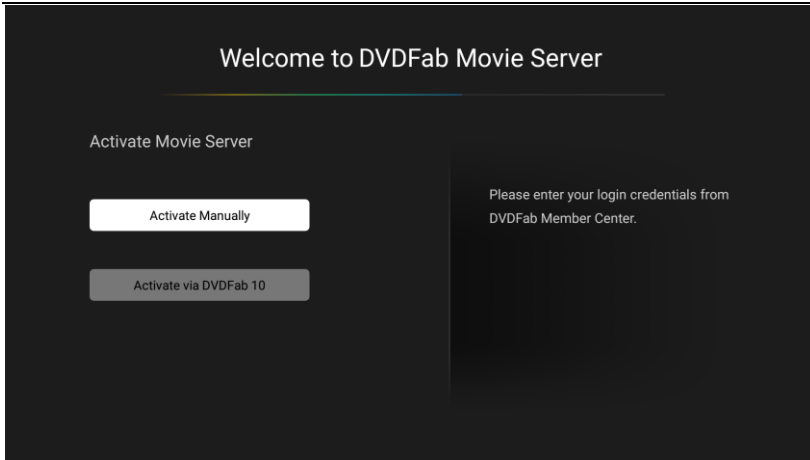 Welcome to DVDFab Movie Server
Activate Movie Server
Activate Manually
Activate via DVDFab 10
Please enter your login credentials from
DVDFab Member Center.